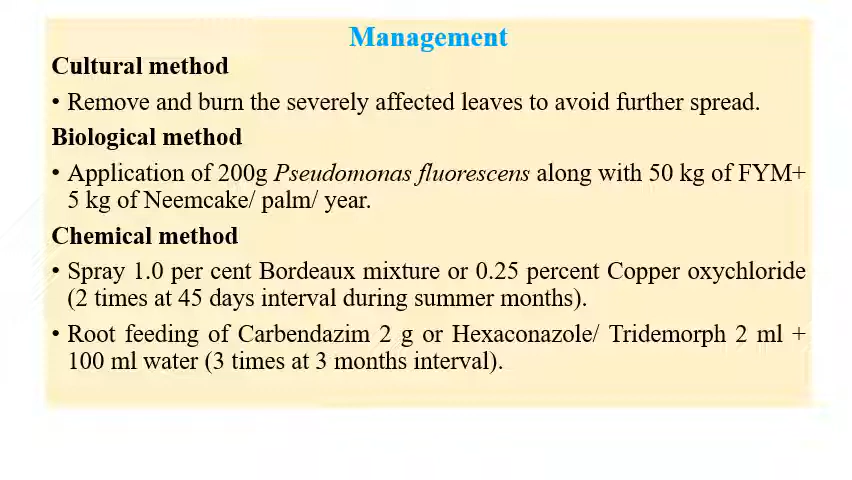 Management
Cultural method
• Remove and burn the severely affected leaves to avoid further spread.
Biological method
• Application of 200g Pseudomonas fluorescens along with 50 kg of FYM+
5 kg of Neemcake/ palm/ year.
Chemical method
• Spray 1.0 per cent Bordeaux mixture or 0.25 percent Copper oxychloride
(2 times at 45 days interval during summer months).
• Root feeding of Carbendazim 2 g or Hexaconazole/ Tridemorph 2 ml +
100 ml water (3 times at 3 months interval).